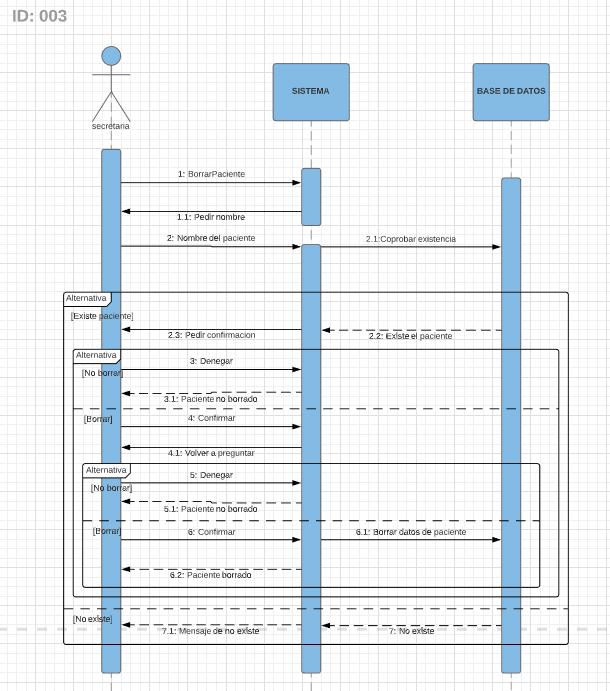 ID: 003
secretaria
SISTEMA
BASE DE DATOS
1: BorrarPaciente
1.1: Pedir nombre
2: Nombre del paciente
2.1:Coprobar existencia
Alternativa
[Existe paciente]
2.3: Pedir confirmacion
2.2: Existe el paciente
Alternativa
[No borrar]
3: Denegar
3.1: Paciente no borrado
[Borrar]
4: Confirmar
4.1: Volver a preguntar
Alternativa
[No borrar]
5: Denegar
5.1: Paciente no borrado
[Borrar]
6: Confirmar
6.1: Borrar datos de paciente
6.2: Paciente borrado
[No existe]
7.1: Mensaje de no existe
7: No existe